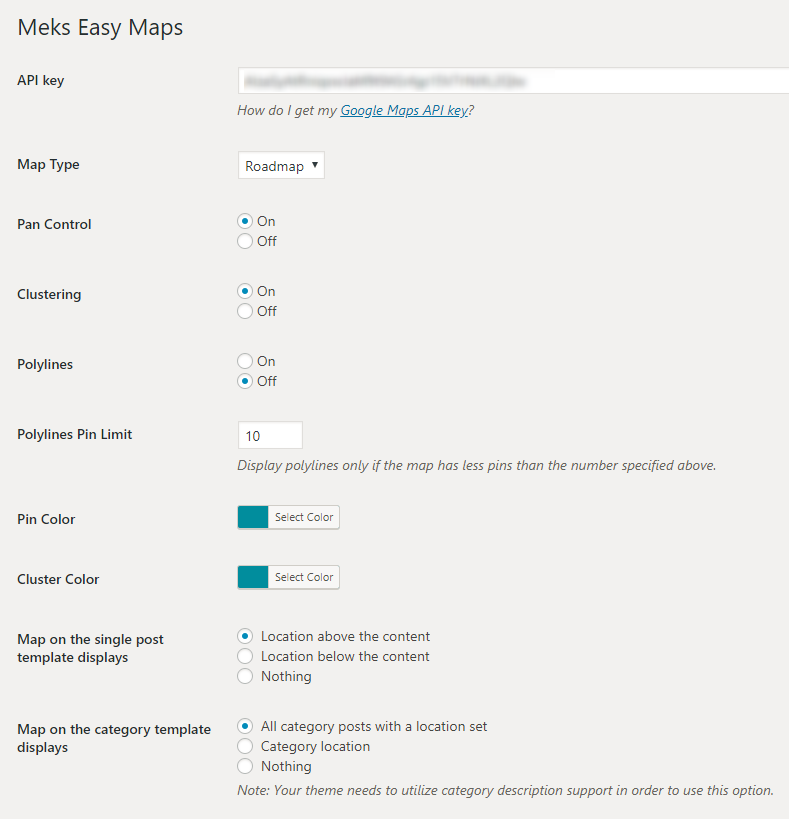 Meks Easy Maps
API key
How do I get my Google Maps API key?
Map Type
Roadmap
Pan Control
On
Off
Clustering
On
Off
Polylines
On
Off
Polylines Pin Limit
10
Display polylines only if the map has less pins than the number specified above.
Pin Color
Select Color
Cluster Color
Select Color
Map on the single post
template displays
Location above the content
Location below the content
Nothing
Map on the category template
displays
All category posts with a location set
Category location
Nothing
Note: Your theme needs to utilize category description support in order to use this option.